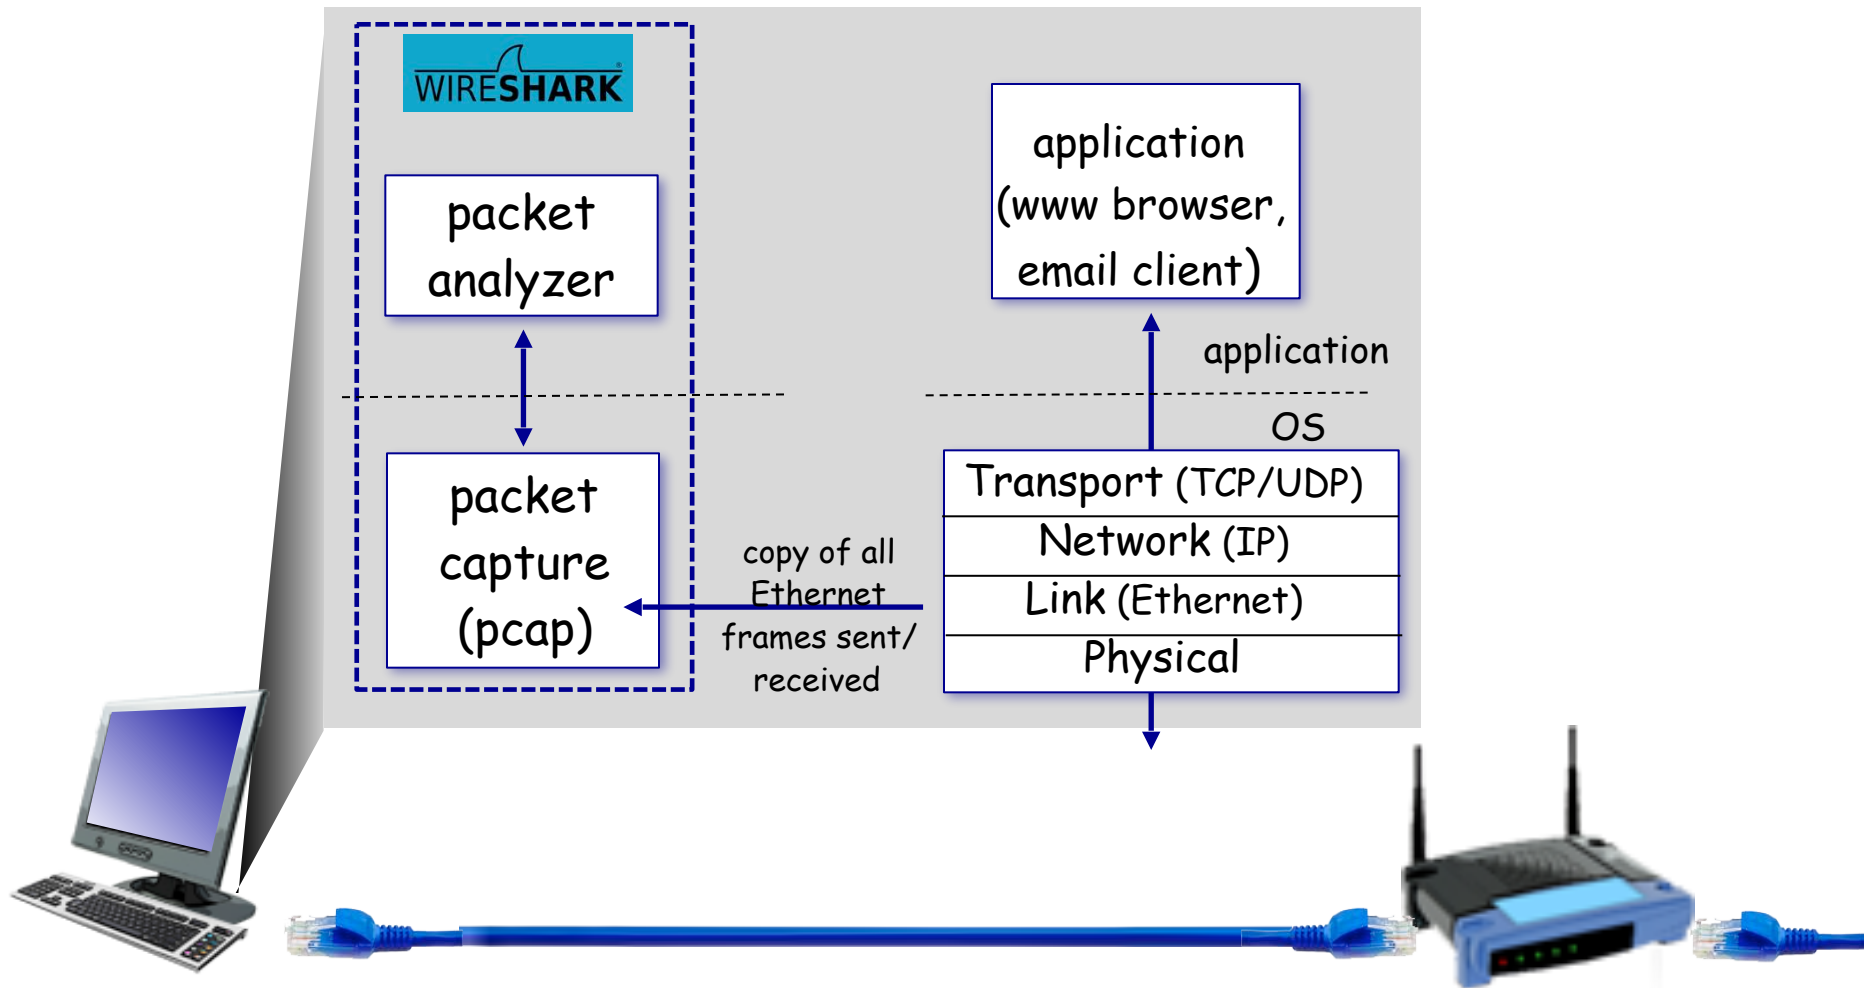 WIRESHARK®
packet
analyzer
packet
capture
(pcap)
copy of all
Ethernet
frames sent/
received
application
(www browser,
email client)
application
OS
Transport (TCP/UDP)
Network (IP)
Link (Ethernet)
Physical